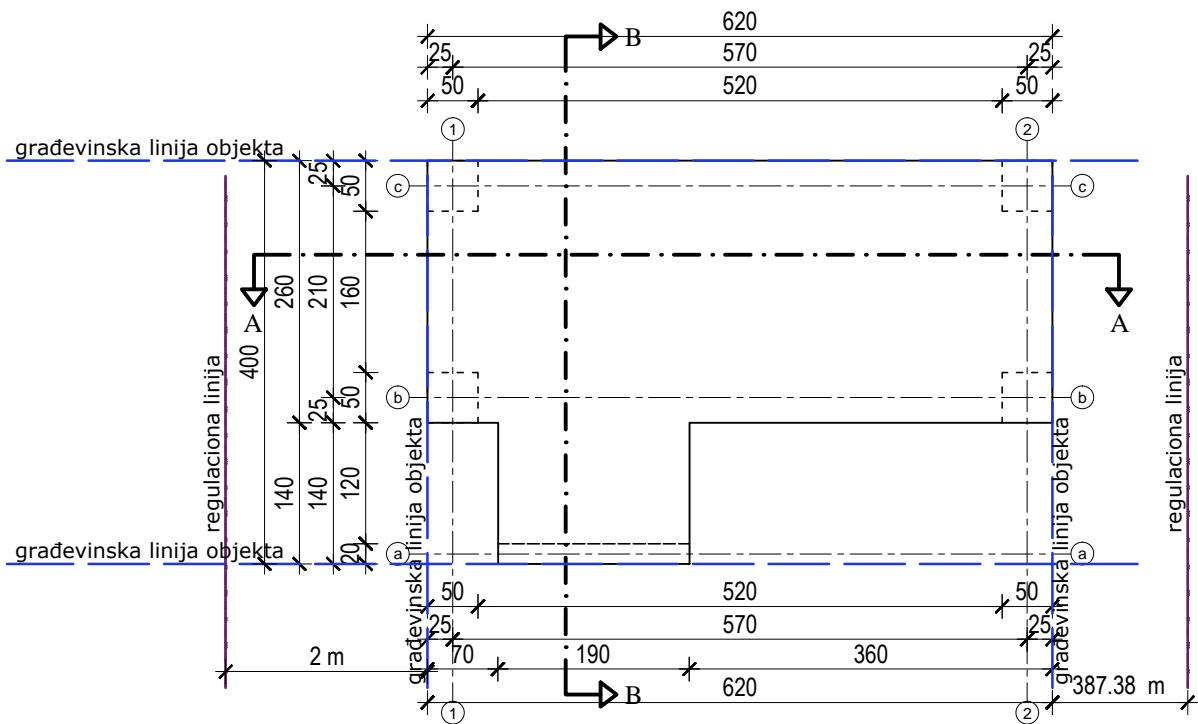 620
B
25
570
25
50
520
50
1
2
građevinska linija objekta
25
50
c
c
260
210
160
A
A
400
regulaciona linija
regulaciona linija
b
b
25
50
građevinska linija objekta
građevinska linija objekta
140
140
120
građevinska linija objekta
20
a
a
50
520
50
25
570
25
2 m
70
190
360
B
620
387.38 m
1
2